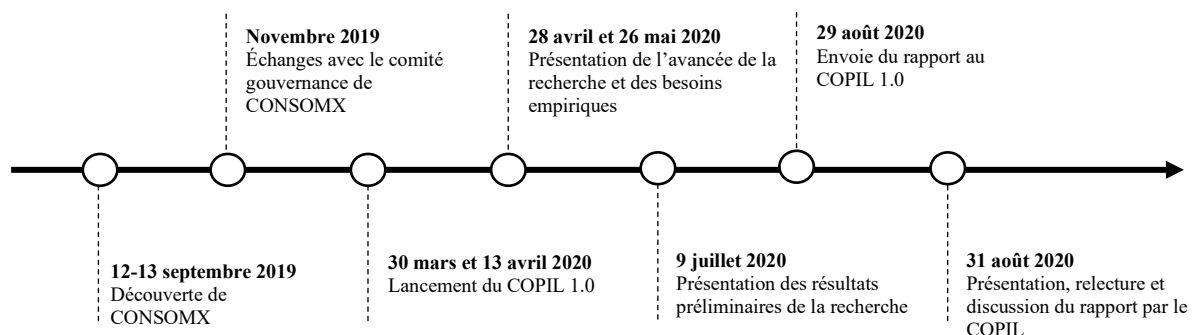 Novembre 2019
Échanges avec le comité
gouvernance de
CONSOMX
28 avril et 26 mai 2020
Présentation de l’avancée de la
recherche et des besoins
empiriques
29 août 2020
Envoie du rapport au
COPIL 1.0
12-13 septembre 2019
Découverte de
CONSOMX
30 mars et 13 avril 2020
Lancement du COPIL 1.0
9 juillet 2020
Présentation des résultats
préliminaires de la recherche
31 août 2020
Présentation, relecture et
discussion du rapport par le
COPIL